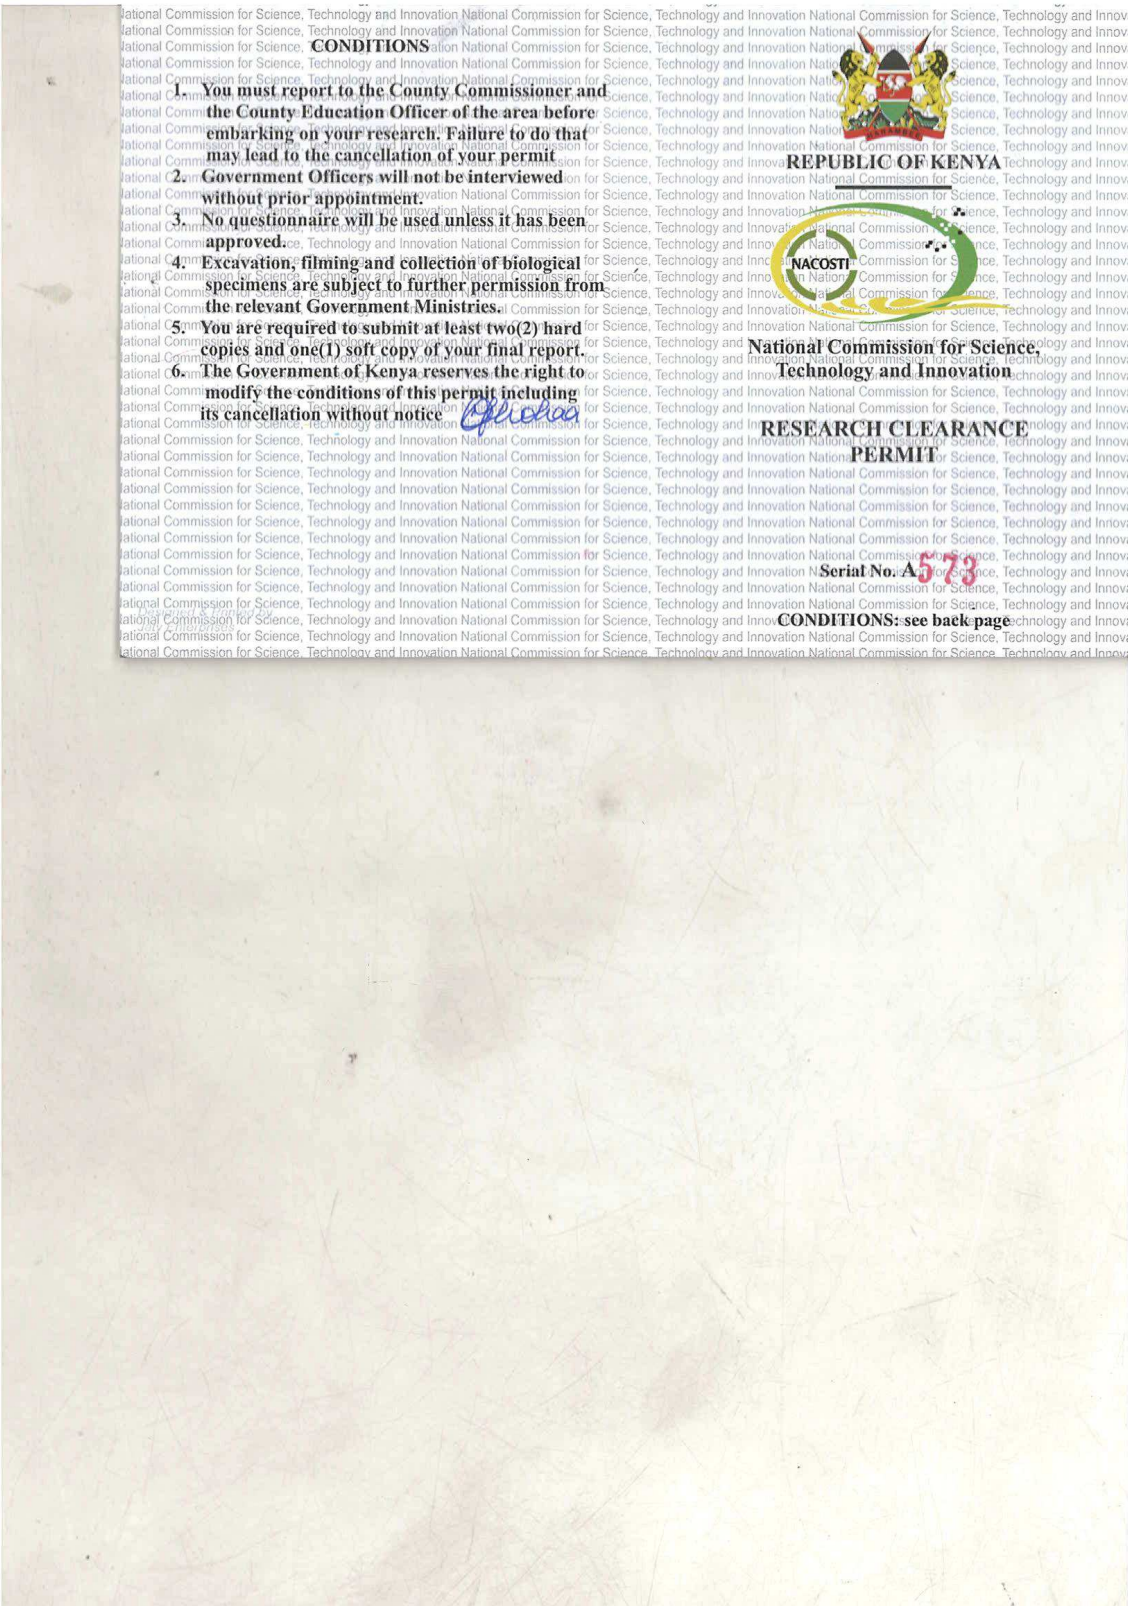 CONDITIONS
1. You must report to the County Commissioner and
the County Education Officer of the area before
embarking on your research. Failure to do that
may lead to the cancellation of your permit
2. Government Officers will not be interviewed
without prior appointment.
3. No questionnaire will be used unless it has been
approved.
4. Excavation, filming and collection of biological
specimens are subject to further permission from
the relevant Government Ministries.
5. You are required to submit at least two(2) hard
copies and one(1) soft copy of your final report.
6. The Government of Kenya reserves the right to
modify the conditions of this permit including
its cancellation without notice
HARAMBEE
REPUBLIC OF KENYA
NACOSTI
National Commission for Science,
Technology and Innovation
RESEARCH CLEARANCE
PERMIT
Serial No. A 573
CONDITIONS: see back page